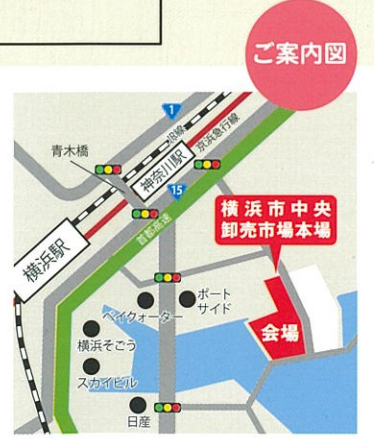 ご案内図
1
青木橋
JR線
京浜急行線
神奈川駅
15
首都高速
横浜市中央
卸売市場本場
横浜駅
ポート
サイド
ベイクォーター
横浜そごう
会場
スカイビル
日産